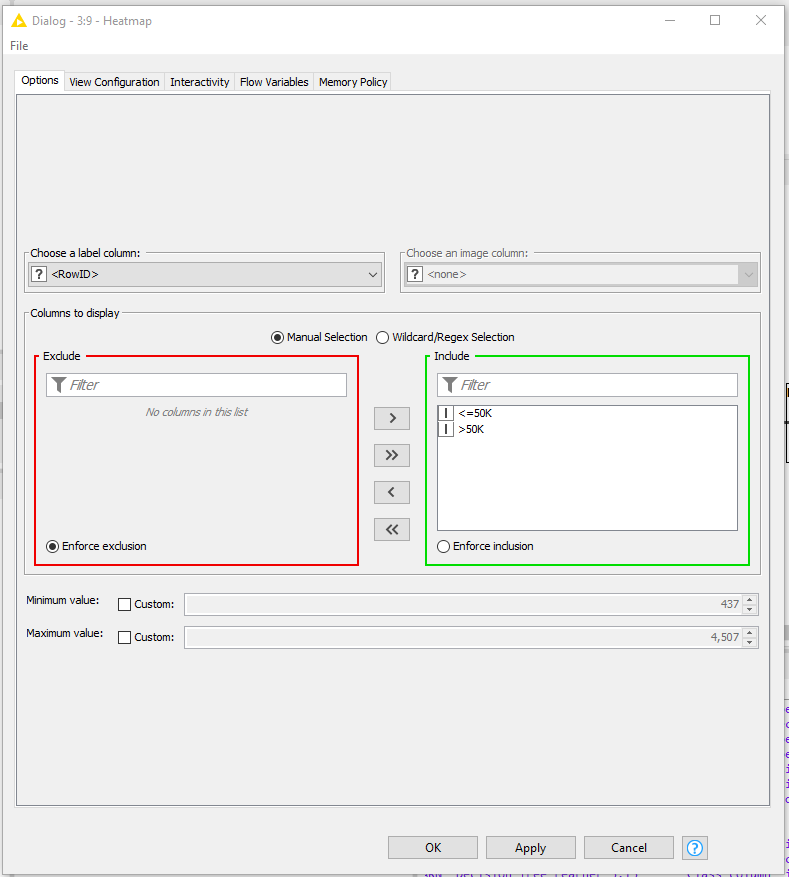 Dialog - 3:9 - Heatmap
File
Options View Configuration Interactivity Flow Variables Memory Policy
Choose a label column: Choose an image column:
? <RowID> ? <none>
Columns to display
Manual Selection Wildcard/Regex Selection
Exclude Include
Filter Filter
No columns in this list
I <=50K
I >50K
> 
>>
<
<<
Enforce exclusion Enforce inclusion
Minimum value: Custom: 437
Maximum value: Custom: 4,507
OK Apply Cancel ?